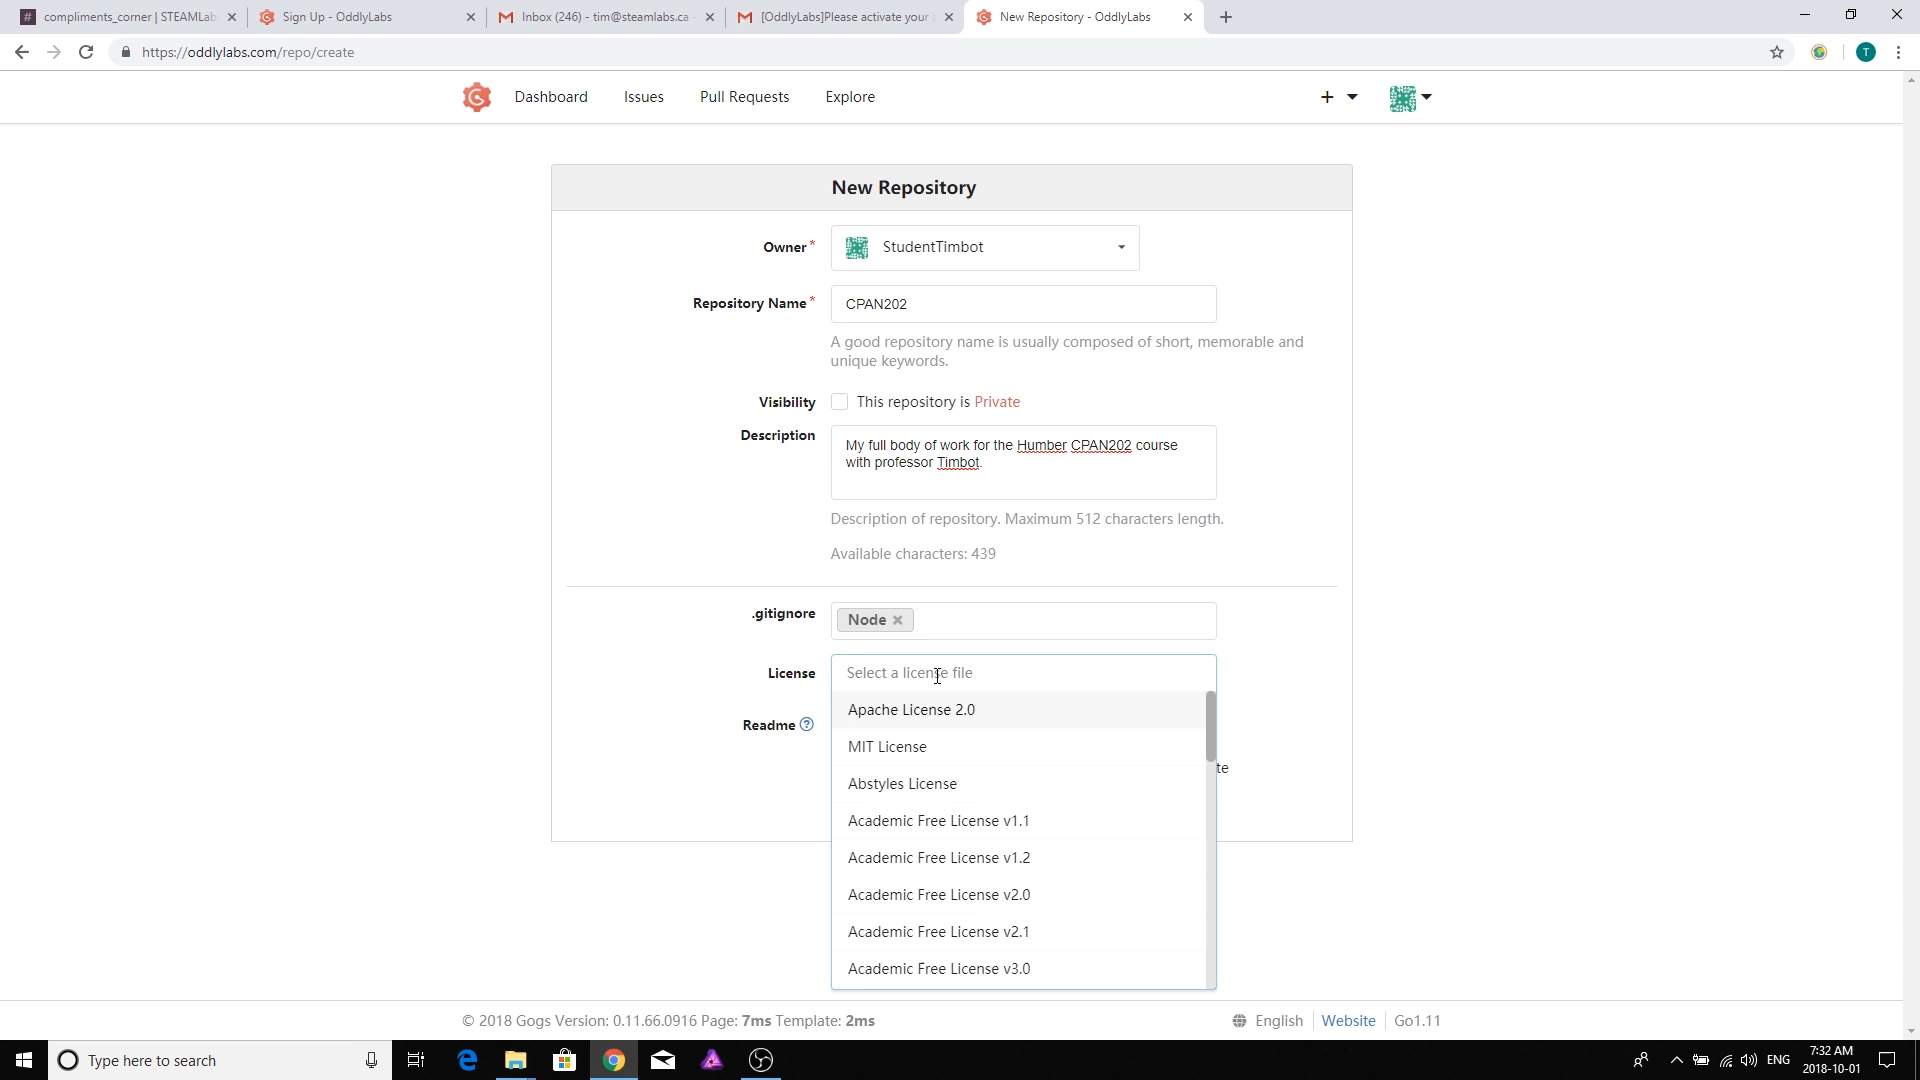 compliments_corner | STEAMLab
Sign Up - OddlyLabs
Inbox (246) - tim@steamlabs.ca -
[OddlyLabs]Please activate your a
New Repository - OddlyLabs
https://oddlylabs.com/repo/create
T
Dashboard
Issues
Pull Requests
Explore
New Repository
Owner*
StudentTimbot
Repository Name*
CPAN202
A good repository name is usually composed of short, memorable and
unique keywords.
Visibility
This repository is Private
Description
My full body of work for the Humber CPAN202 course
with professor Timbot.
Description of repository. Maximum 512 characters length.
Available characters: 439
.gitignore
Node
License
Select a license file
Apache License 2.0
Readme
MIT License
te
Abstyles License
Academic Free License v1.1
Academic Free License v1.2
Academic Free License v2.0
Academic Free License v2.1
Academic Free License v3.0
© 2018 Gogs Version: 0.11.66.0916 Page: 7ms Template: 2ms
English
Website
Go1.11
Type here to search
ENG
7:32 AM
2018-10-01